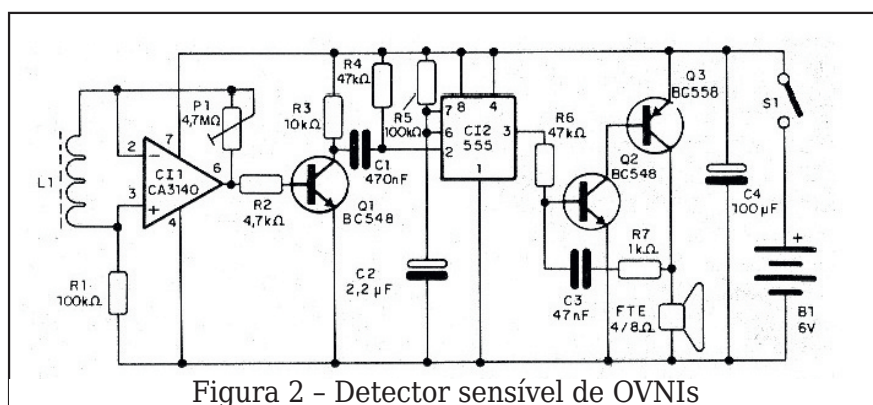 P1
4,7MΩ
L1
2
3
7
6
4
CI1
CA3140
R1
100kΩ
R2
4,7kΩ
R3
10kΩ
Q1
BC548
C1
470nF
R4
47kΩ
R5
100kΩ
C2
2,2µF
7
6
2
8
4
3
1
CI2
555
R6
47kΩ
Q2
BC548
Q3
BC558
C3
47nF
R7
1kΩ
FTE
4/8Ω
C4
100µF
S1
+
B1
6V
Figura 2 – Detector sensível de OVNIs